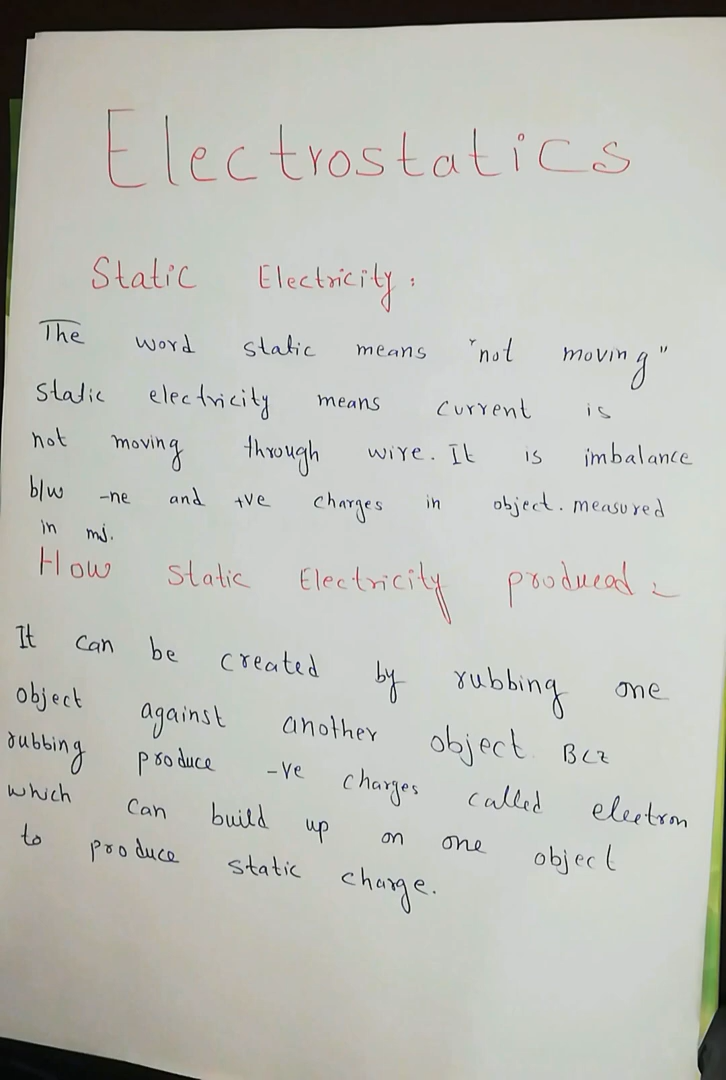 Electrostatics
Static Electricity:
The word static means "not moving"
Static electricity means current is
not moving through wire. It is imbalance
b/w -ne and +ve charges in object. measured
in mj.
How Static Electricity produced :-
It can be created by rubbing one
object against another object. Bcz
rubbing produce -ve charges called electron
which can build up on one object
to produce static charge.